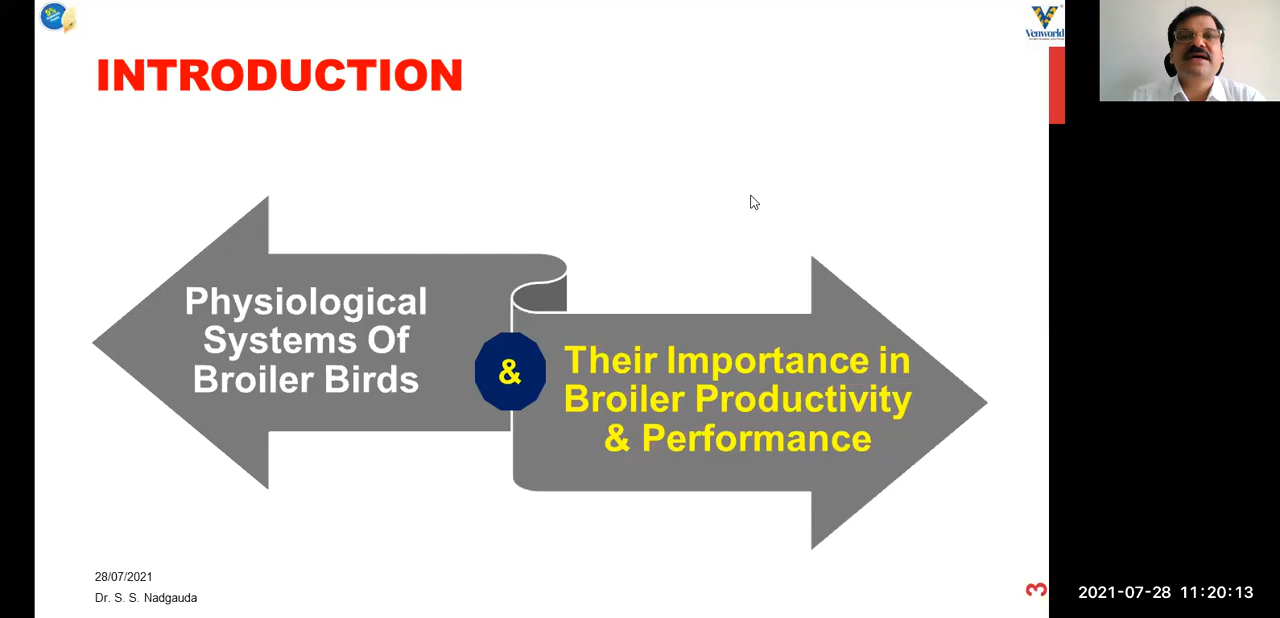 5%
Venworld
INTRODUCTION
Physiological
Systems Of
Broiler Birds
&
Their Importance in
Broiler Productivity
& Performance
28/07/2021
Dr. S. S. Nadgauda
3
2021-07-28 11:20:13